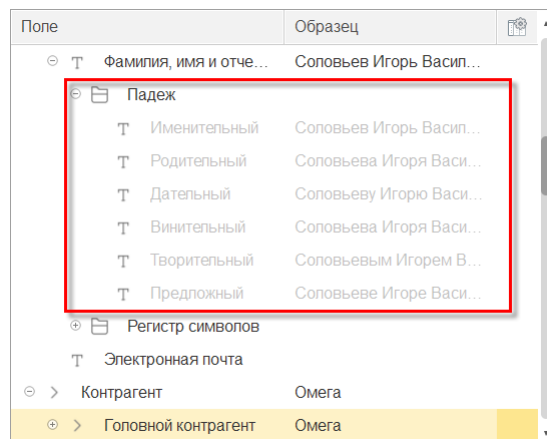 Поле Образец
Фамилия, имя и отче... Соловьев Игорь Васил...
Падеж
Именительный Соловьев Игорь Васил...
Родительный Соловьева Игоря Васи...
Дательный Соловьеву Игорю Васи...
Винительный Соловьева Игоря Васи...
Творительный Соловьевым Игорем В...
Предложный Соловьеве Игоре Васи...
Регистр символов
Электронная почта
Контрагент Омега
Головной контрагент Омега